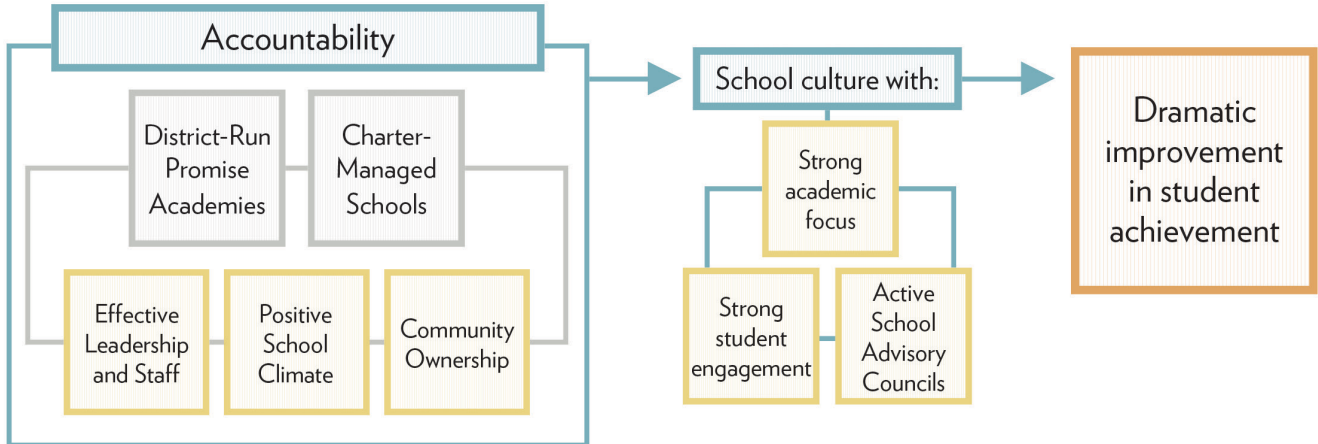 Accountability
District-Run
Promise
Academies
Charter-
Managed
Schools
Effective
Leadership
and Staff
Positive
School
Climate
Community
Ownership
School culture with:
Strong
academic
focus
Strong
student
engagement
Active
School
Advisory
Councils
Dramatic
improvement
in student
achievement